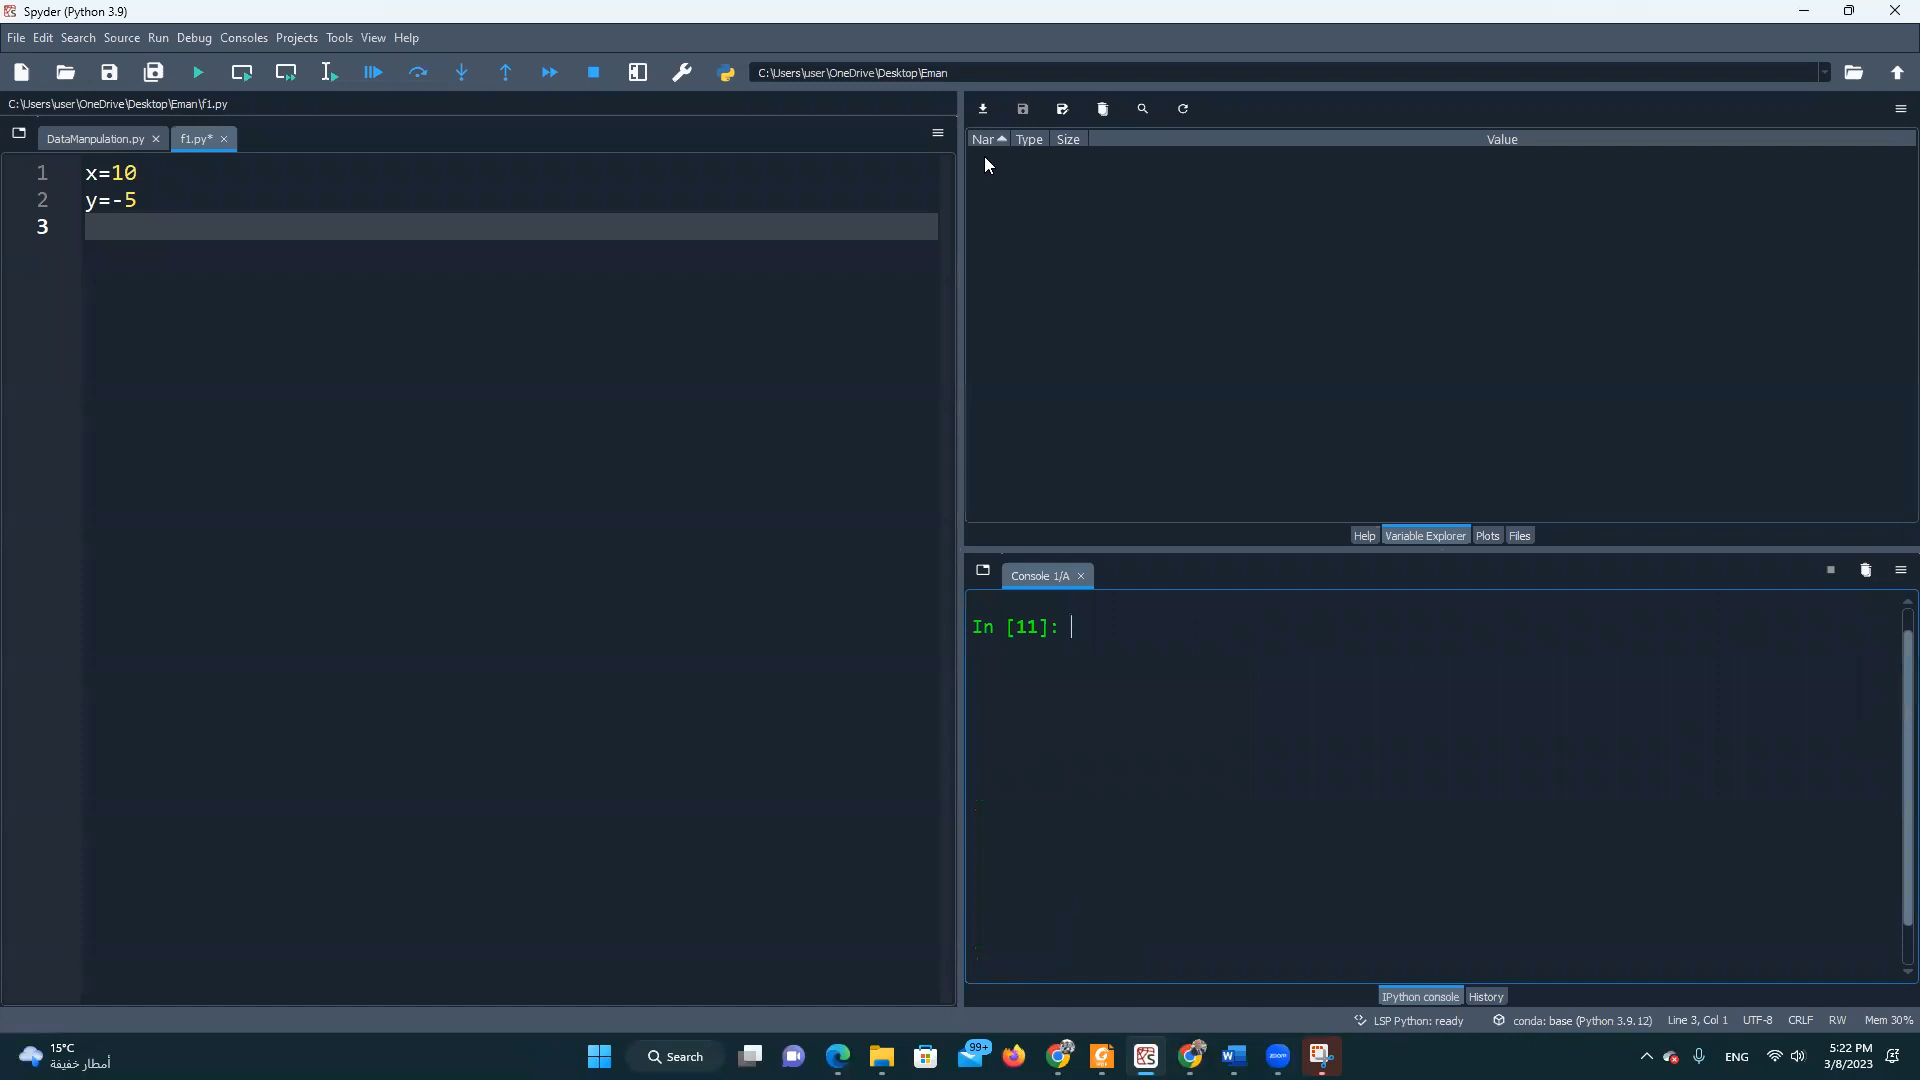 Spyder (Python 3.9)
File Edit Search Source Run Debug Consoles Projects Tools View Help
C:\Users\user\OneDrive\Desktop\Eman
C:\Users\user\OneDrive\Desktop\Eman\f1.py
DataManpulation.py
f1.py*
1 x=10
2 y=-5
3
Nar Type Size Value
Help Variable Explorer Plots Files
Console 1/A
In [11]:
IPython console History
LSP Python: ready conda: base (Python 3.9.12) Line 3, Col 1 UTF-8 CRLF RW Mem 30%
15°C
أمطار خفيفة
Search
99+
zoom
ENG
5:22 PM
3/8/2023